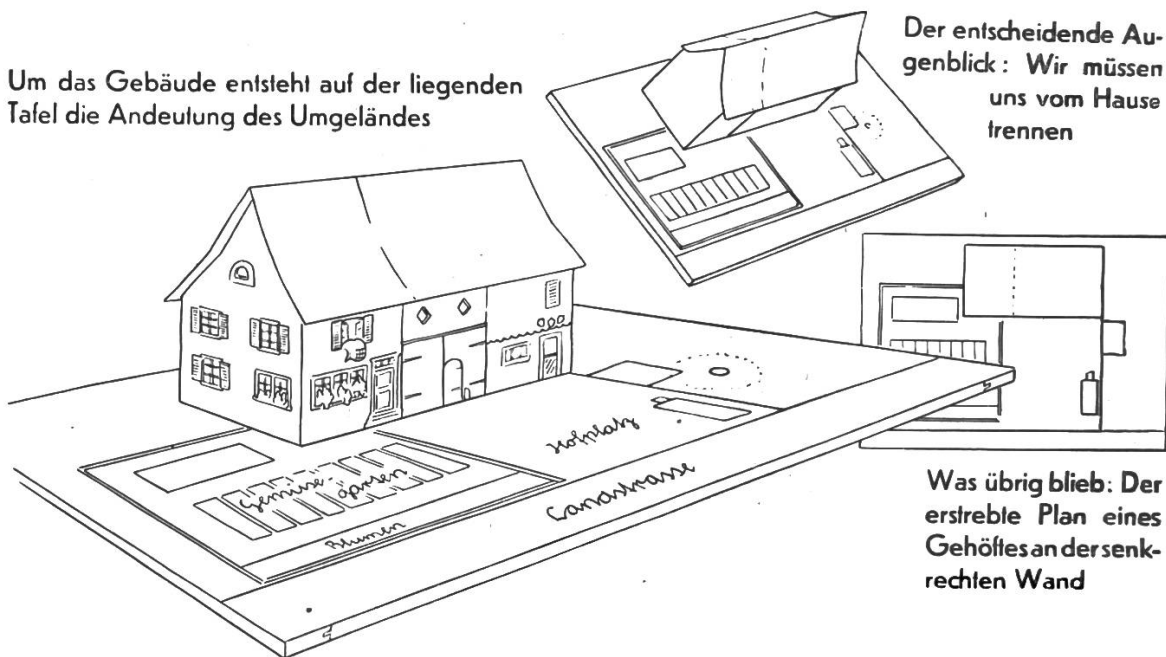 Um das Gebäude entsteht auf der liegenden
Tafel die Andeutung des Umgeländes
Der entscheidende Au-
genblick: Wir müssen
uns vom Hause
trennen
Hofplatz
Gemüse-
garten
Blumen
Landstrasse
Was übrig blieb: Der
erstrebte Plan eines
Gehöftes an der senk-
rechten Wand